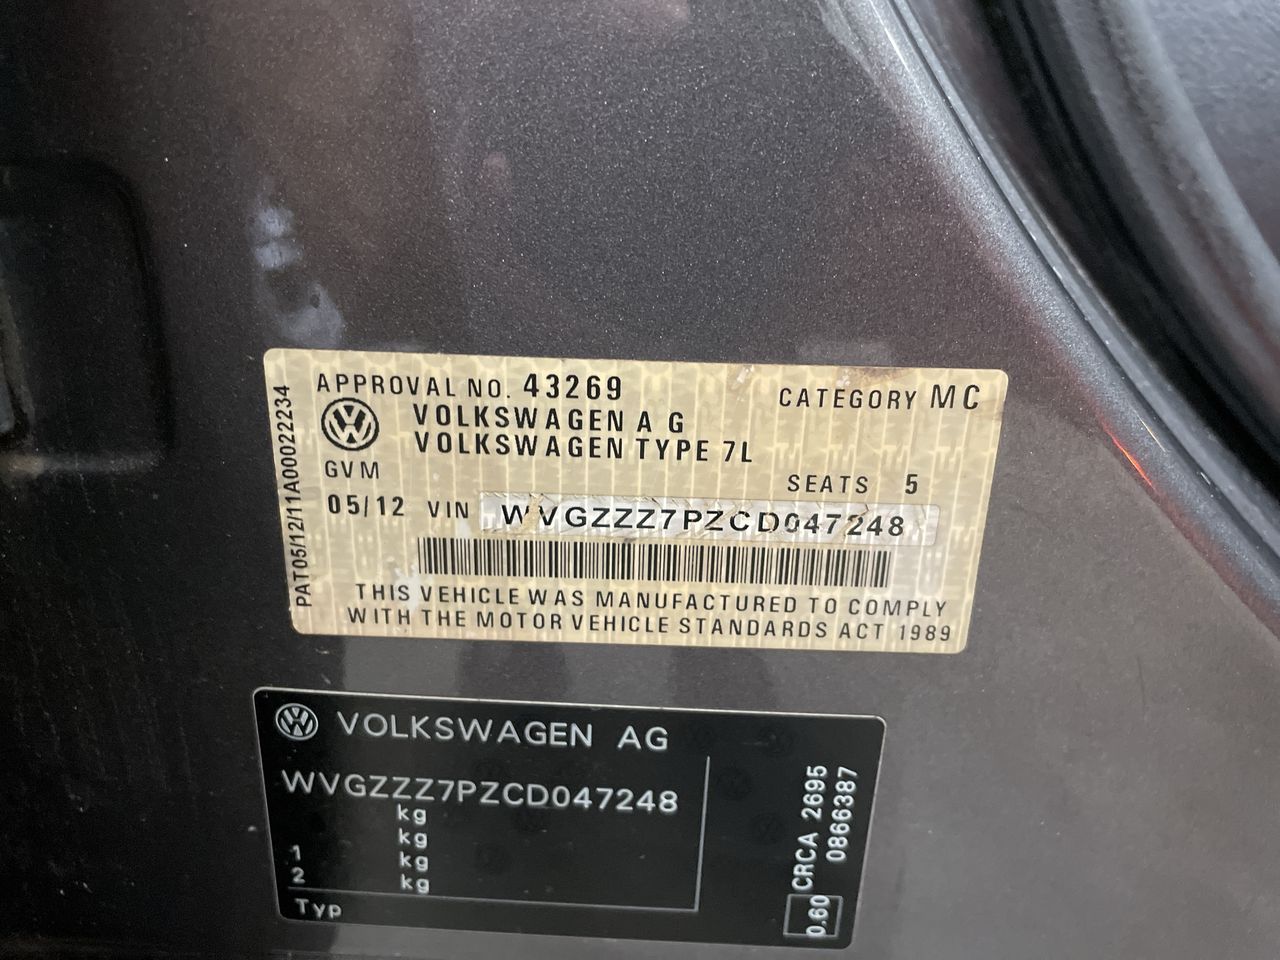 APPROVAL NO. 43269 CATEGORY MC
VOLKSWAGEN A G
VOLKSWAGEN TYPE 7L
GVM SEATS 5
05/12 VIN WVGZZZ7PZCD047248
THIS VEHICLE WAS MANUFACTURED TO COMPLY
WITH THE MOTOR VEHICLE STANDARDS ACT 1989
PAT05/12/11A00022234
VOLKSWAGEN AG
WVGZZZ7PZCD047248
kg
kg
1 kg
2 kg
Typ
0.60 CRCA 2695
0866387